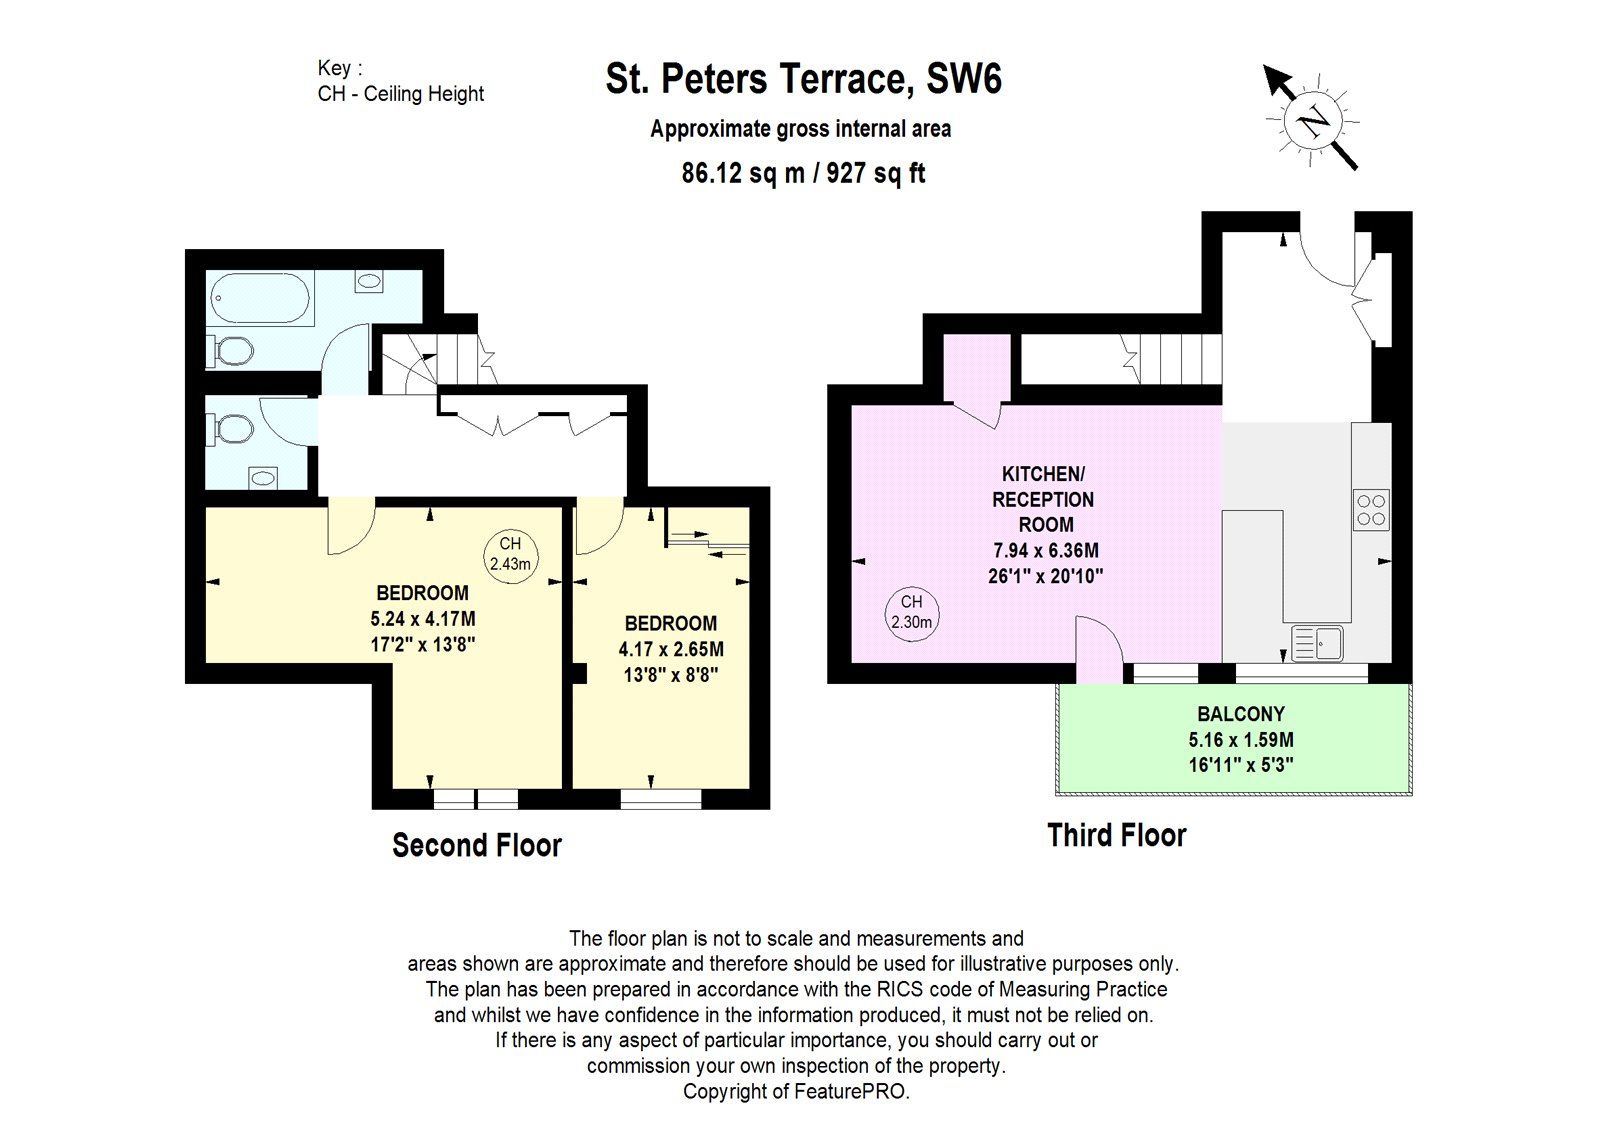 Key :
CH - Ceiling Height
St. Peters Terrace, SW6
Approximate gross internal area
86.12 sq m / 927 sq ft
N
CH
2.43m
BEDROOM
5.24 x 4.17M
17'2" x 13'8"
BEDROOM
4.17 x 2.65M
13'8" x 8'8"
Second Floor
KITCHEN/
RECEPTION
ROOM
7.94 x 6.36M
26'1" x 20'10"
CH
2.30m
BALCONY
5.16 x 1.59M
16'11" x 5'3"
Third Floor
The floor plan is not to scale and measurements and
areas shown are approximate and therefore should be used for illustrative purposes only.
The plan has been prepared in accordance with the RICS code of Measuring Practice
and whilst we have confidence in the information produced, it must not be relied on.
If there is any aspect of particular importance, you should carry out or
commission your own inspection of the property.
Copyright of FeaturePRO.